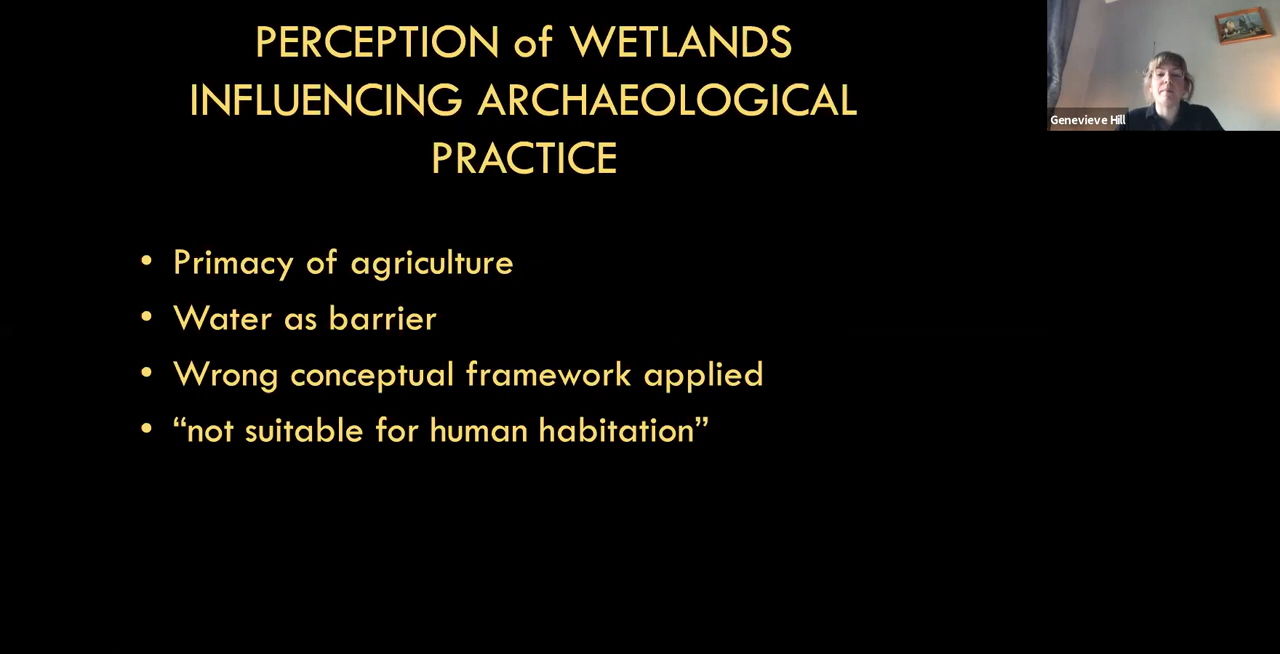 PERCEPTION of WETLANDS
INFLUENCING ARCHAEOLOGICAL
PRACTICE
Genevieve Hill
• Primacy of agriculture
• Water as barrier
• Wrong conceptual framework applied
• “not suitable for human habitation”